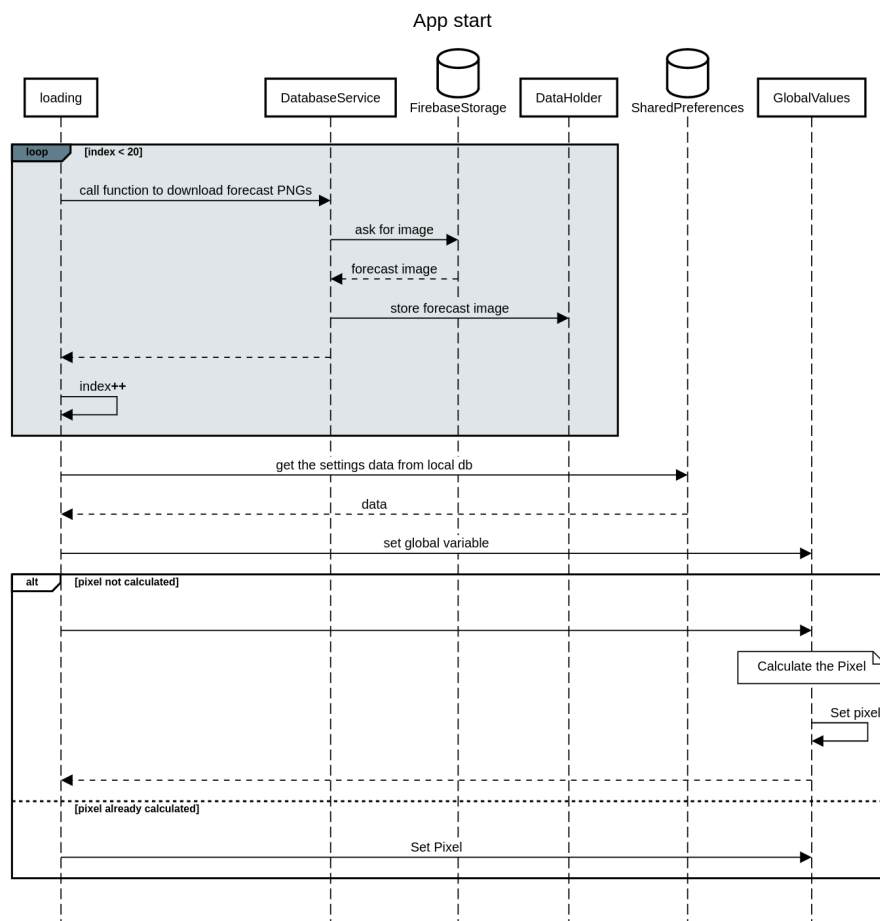 App start
loading
DatabaseService
FirebaseStorage
DataHolder
SharedPreferences
GlobalValues
loop
[index < 20]
call function to download forecast PNGs
ask for image
forecast image
store forecast image
index++
get the settings data from local db
data
set global variable
alt
[pixel not calculated]
Calculate the Pixel
Set pixel
[pixel already calculated]
Set Pixel